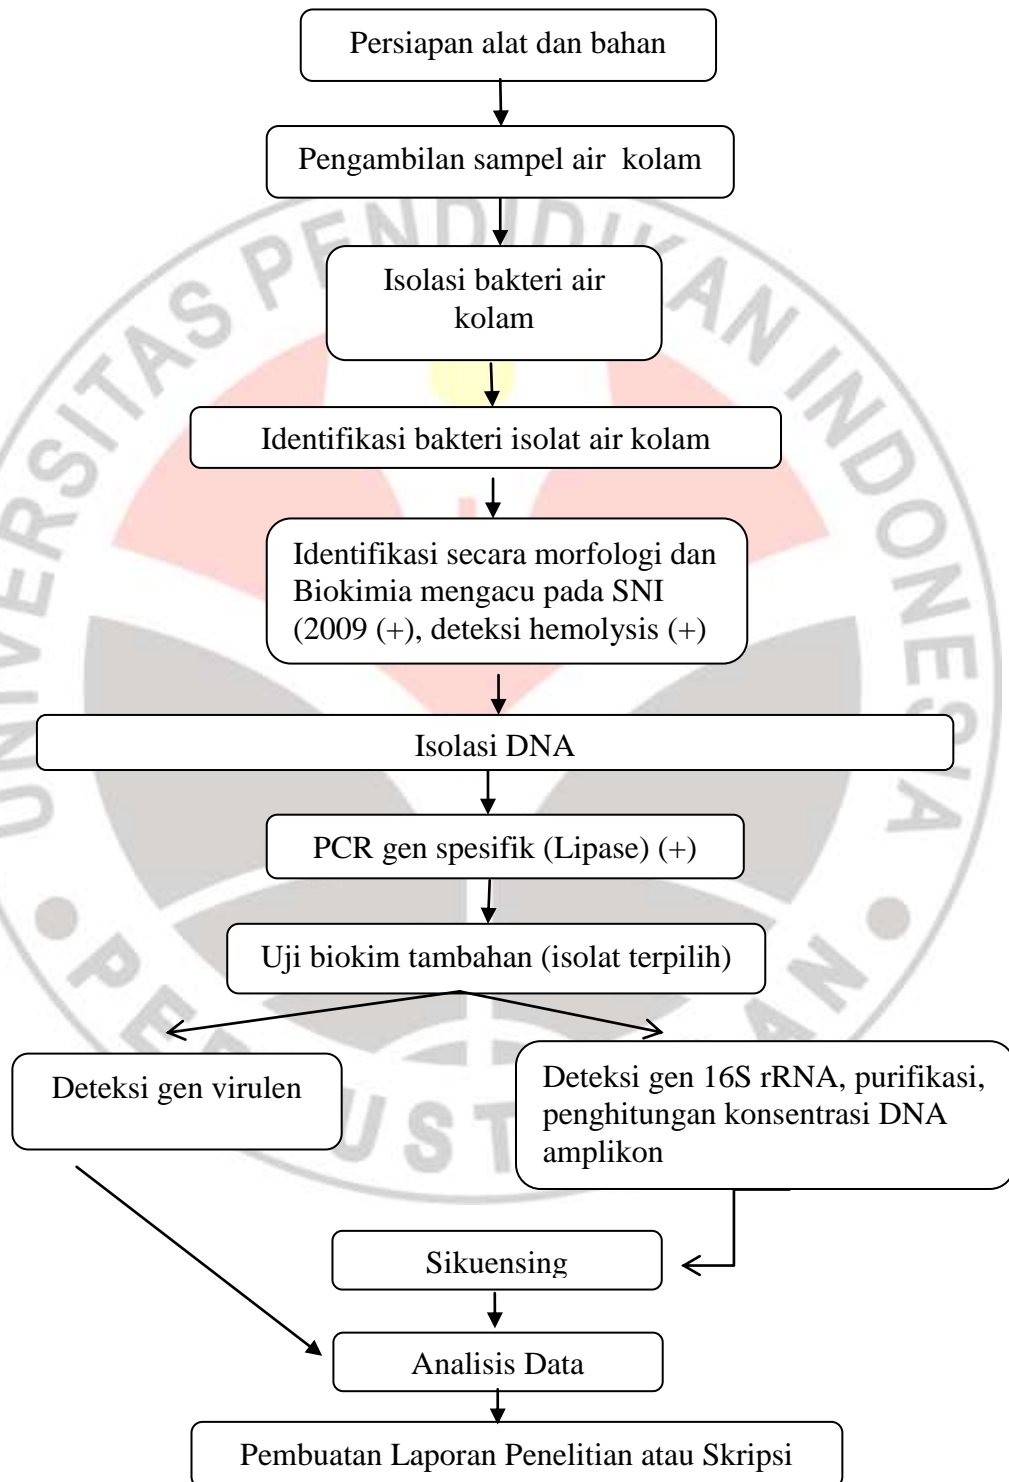 Persiapan alat dan bahan
Pengambilan sampel air kolam
Isolasi bakteri air
kolam
Identifikasi bakteri isolat air kolam
Identifikasi secara morfologi dan
Biokimia mengacu pada SNI
(2009 (+), deteksi hemolysis (+)
Isolasi DNA
PCR gen spesifik (Lipase) (+)
Uji biokim tambahan (isolat terpilih)
Deteksi gen virulen
Deteksi gen 16S rRNA, purifikasi,
penghitungan konsentrasi DNA
amplikon
Sikuensing
Analisis Data
Pembuatan Laporan Penelitian atau Skripsi
UNIVERSITAS PENDIDIKAN INDONESIA